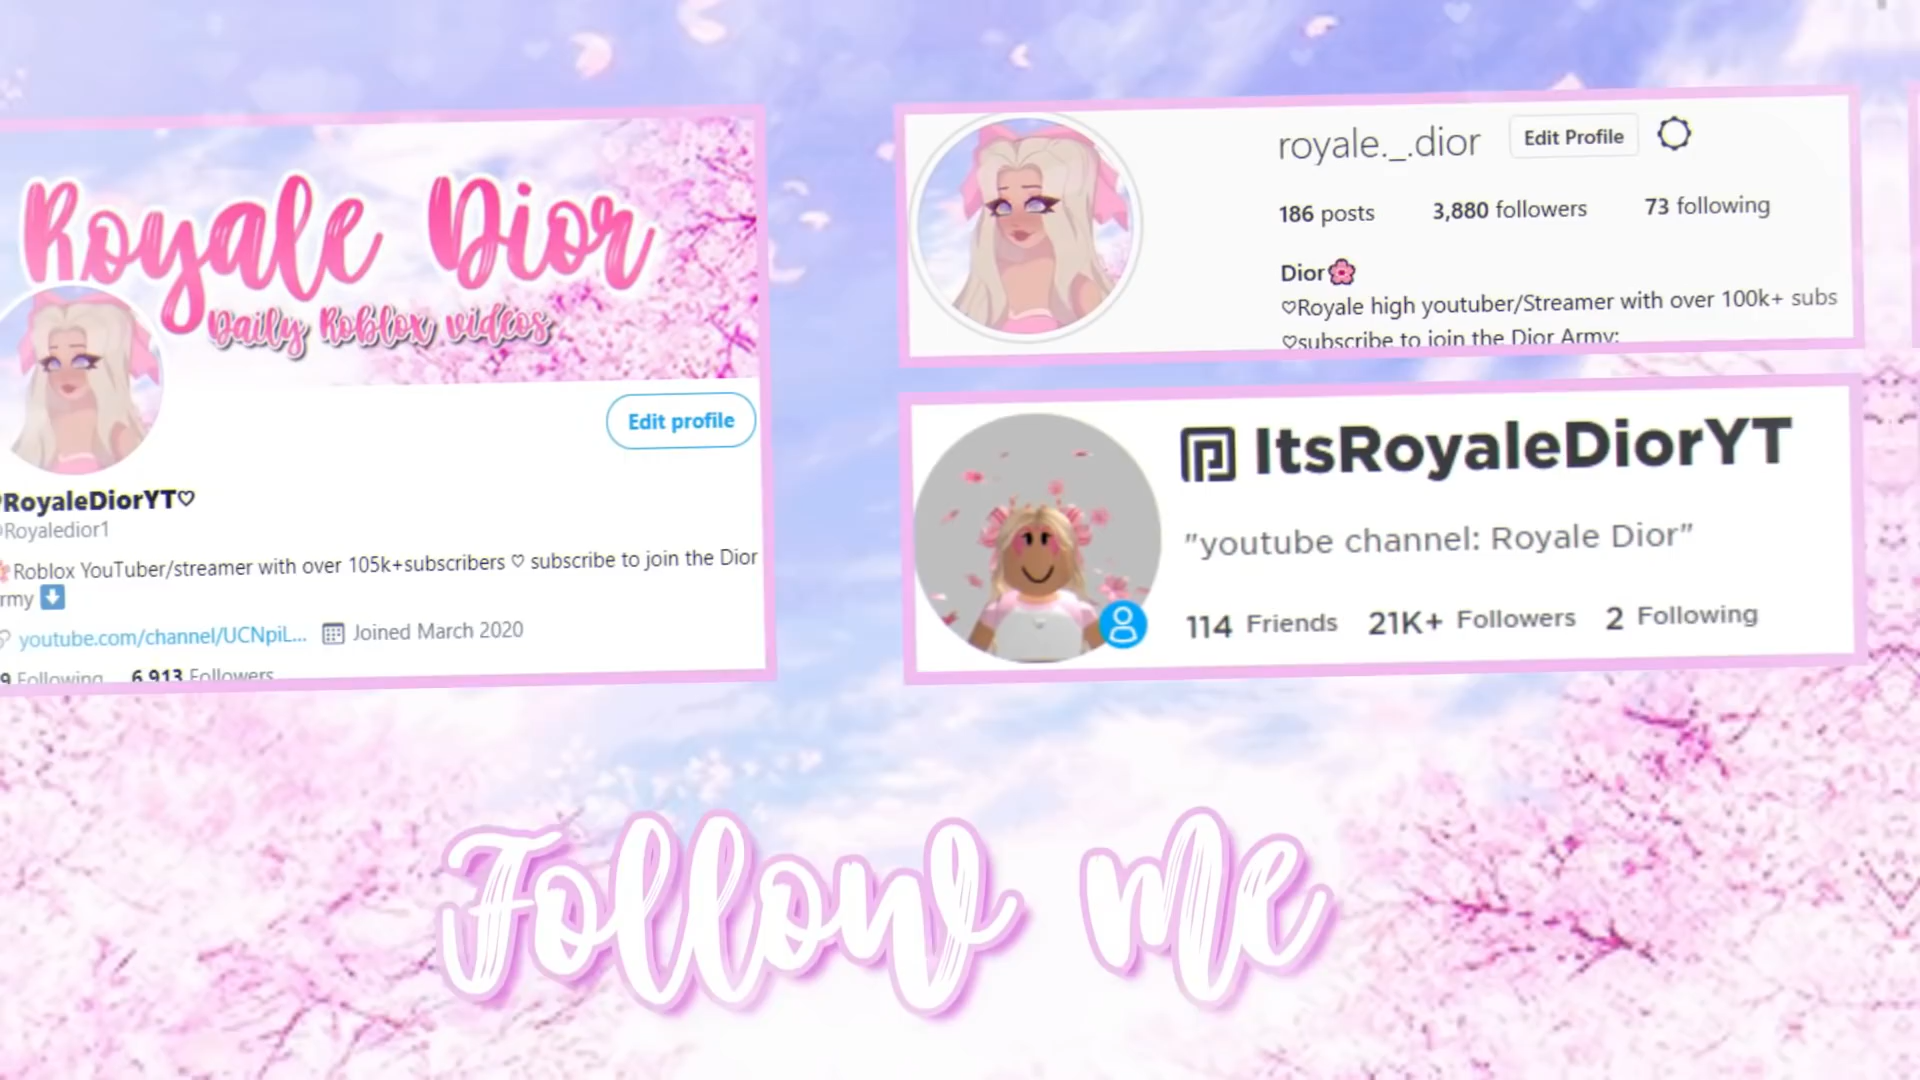 Royale Dior
Daily Roblox videos
Edit profile
RoyaleDiorYT♡
@Royaledior1
Roblox YouTuber/streamer with over 105k+subscribers ♡ subscribe to join the Dior
rmy ⬇️
youtube.com/channel/UCNpiL... Joined March 2020
9 Following 6,913 Followers
royale._.dior Edit Profile
186 posts 3,880 followers 73 following
Dior🌸
♡Royale high youtuber/Streamer with over 100k+ subs
♡subscribe to join the Dior Army:
ItsRoyaleDiorYT
"youtube channel: Royale Dior"
114 Friends 21K+ Followers 2 Following
Follow me